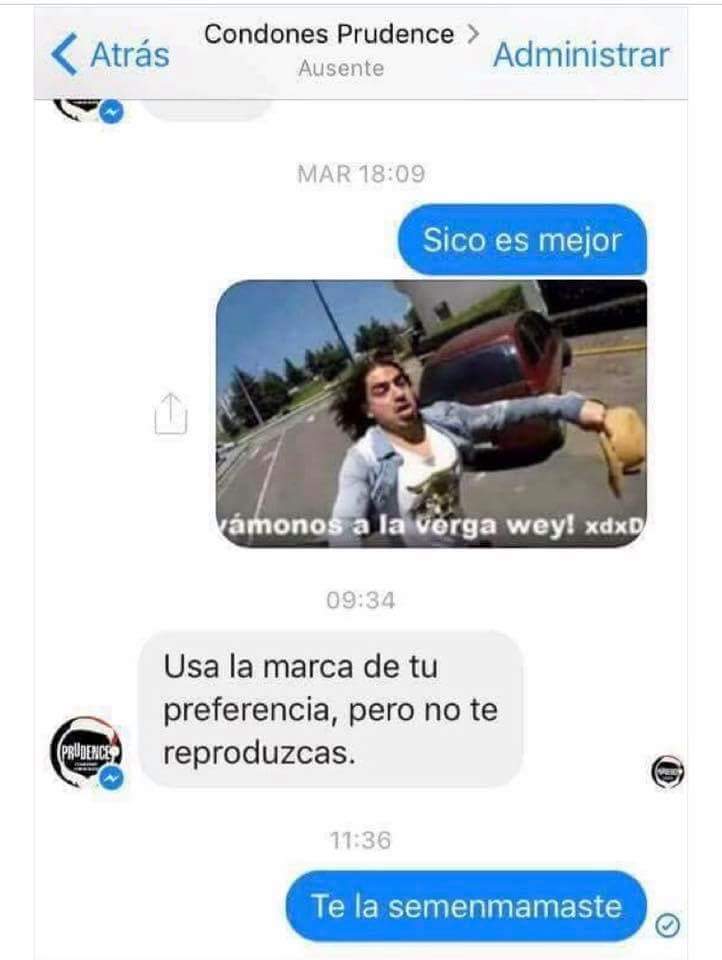 Atrás
Condones Prudence
Ausente
Administrar
MAR 18:09
Sico es mejor
vámonos a la verga wey! xdxD
09:34
Usa la marca de tu
preferencia, pero no te
reproduzcas.
PRUDENCE
11:36
Te la semenmamaste